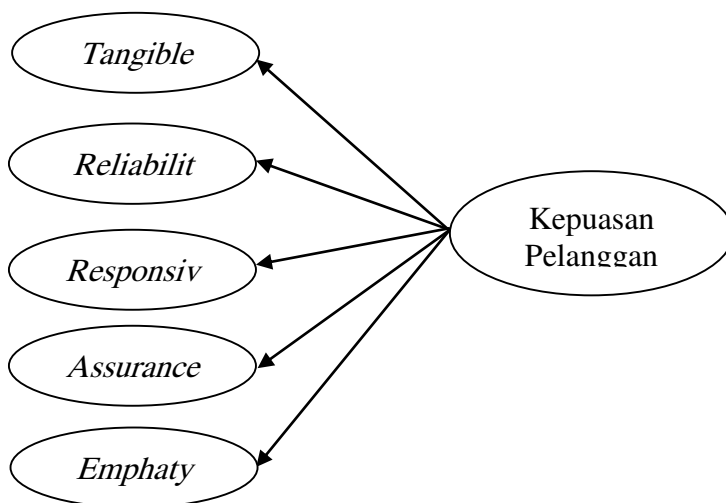 Tangible
Reliabilit
Responsiv
Assurance
Emphaty
Kepuasan
Pelanggan